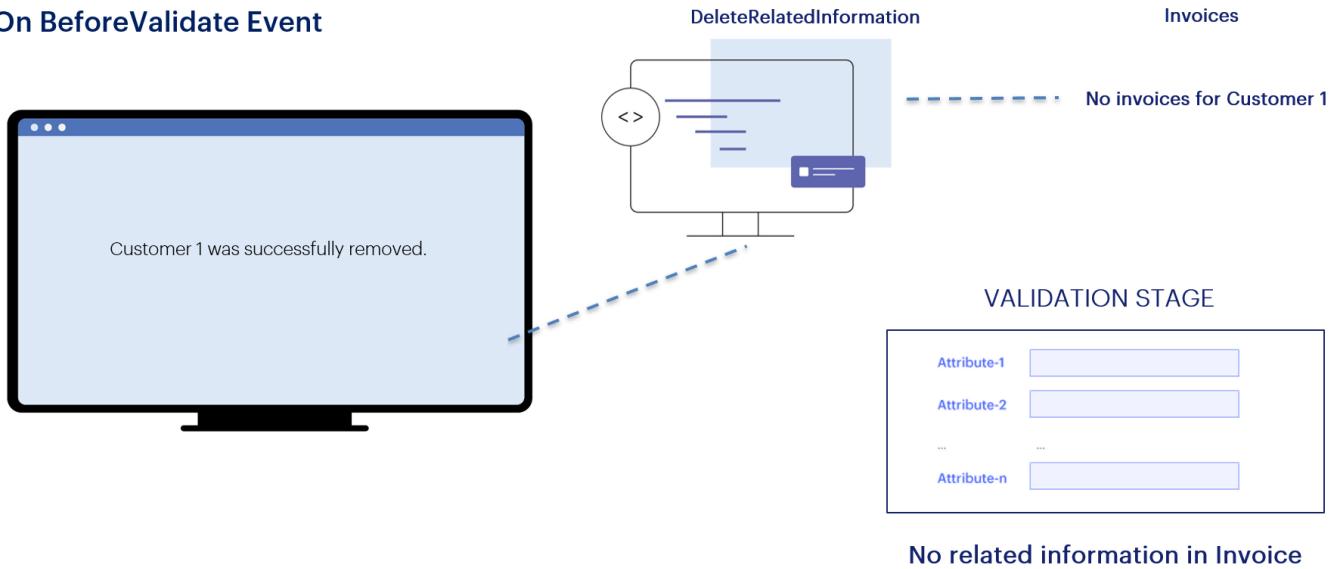 On BeforeValidate Event
DeleteRelatedInformation
Invoices
< >
No invoices for Customer 1
Customer 1 was successfully removed.
VALIDATION STAGE
Attribute-1
Attribute-2
... ...
Attribute-n
No related information in Invoice